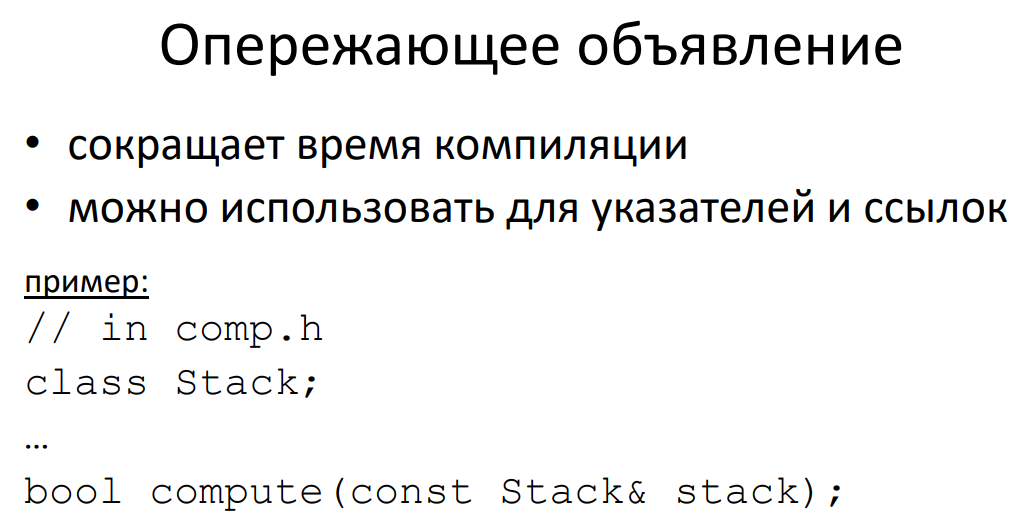 Опережающее объявление
• сокращает время компиляции
• можно использовать для указателей и ссылок
пример:
// in comp.h
class Stack;
…
bool compute(const Stack& stack);